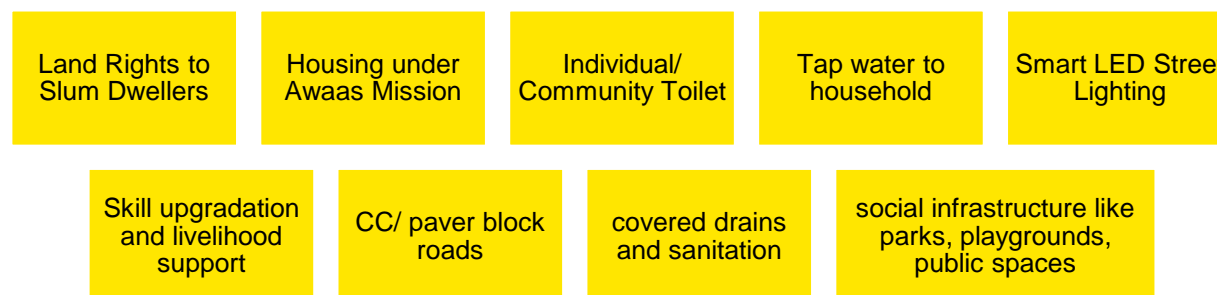 Land Rights to
Slum Dwellers
Housing under
Awaas Mission
Individual/
Community Toilet
Tap water to
household
Smart LED Stree
Lighting
Skill upgradation
and livelihood
support
CC/ paver block
roads
covered drains
and sanitation
social infrastructure like
parks, playgrounds,
public spaces